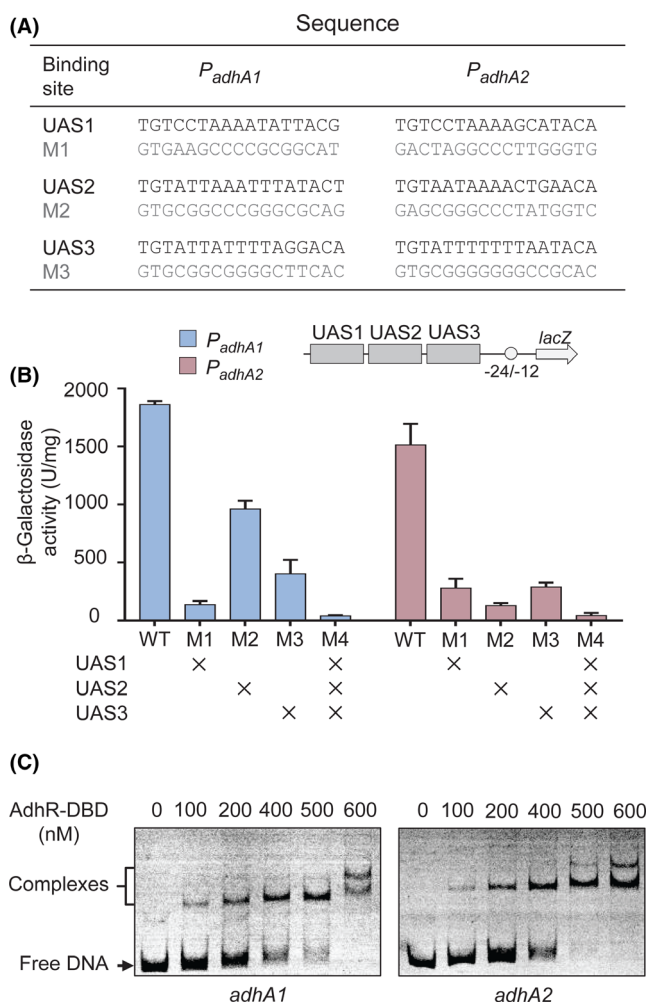 (A)
Sequence
Binding site PadhA1 PadhA2
UAS1 TGTCCTAAAATATTACG TGTCCTAAAAGCATACA
M1 GTGAAGCCCCGCGGCAT GACTAGGCCCTTGGGTG
UAS2 TGTATTAAATTTATACT TGTAATAAAACTGAACA
M2 GTGCGGCCCGGGCGCAG GAGCGGGCCCTATGGTC
UAS3 TGTATTATTTTAGGACA TGTATTTTTTTAATACA
M3 GTGCGGCGGGGCTTCAC GTGCGGGGGGGCCGCAC
(B)
PadhA1
PadhA2
UAS1 UAS2 UAS3 lacZ
-24/-12
β-Galactosidase
activity (U/mg)
2000
1500
1000
500
0
WT M1 M2 M3 M4 WT M1 M2 M3 M4
UAS1 × × × ×
UAS2 × × × ×
UAS3 × × × ×
(C)
AdhR-DBD
(nM)
0 100 200 400 500 600 0 100 200 400 500 600
Complexes
Free DNA
adhA1 adhA2